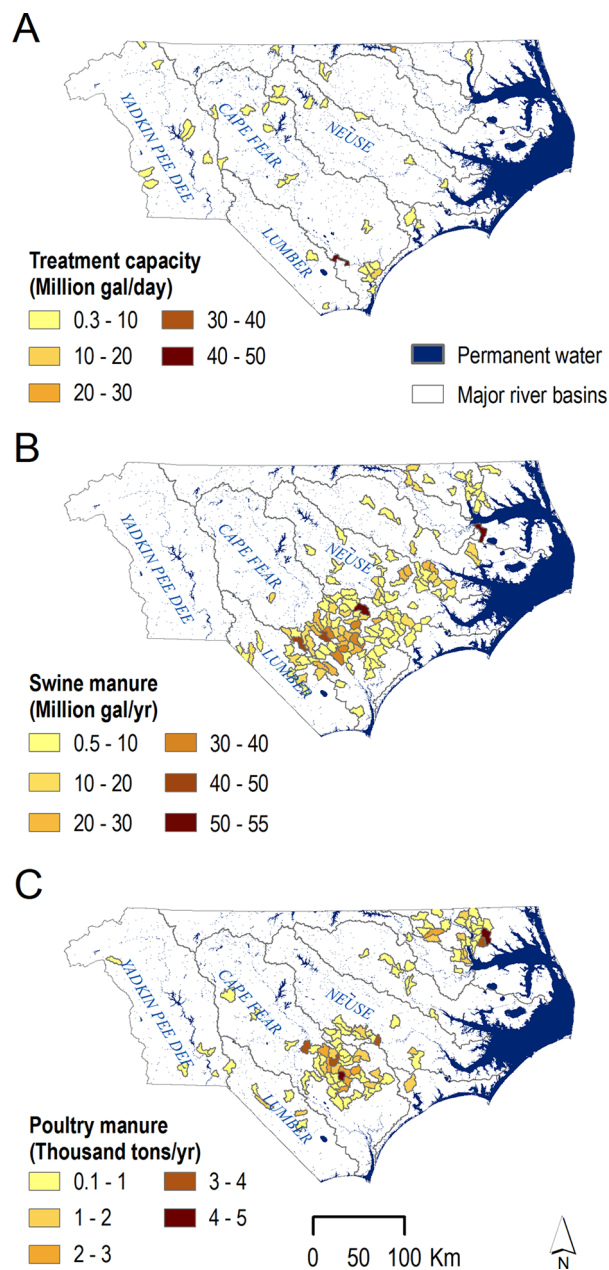 A
YADKIN PEE DEE
CAPE FEAR
NEUSE
LUMBER
Treatment capacity
(Million gal/day)
0.3 - 10
30 - 40
10 - 20
40 - 50
20 - 30
Permanent water
Major river basins
B
YADKIN PEE DEE
CAPE FEAR
NEUSE
LUMBER
Swine manure
(Million gal/yr)
0.5 - 10
30 - 40
10 - 20
40 - 50
20 - 30
50 - 55
C
YADKIN PEE DEE
CAPE FEAR
NEUSE
LUMBER
Poultry manure
(Thousand tons/yr)
0.1 - 1
3 - 4
1 - 2
4 - 5
2 - 3
0 50 100 Km
N